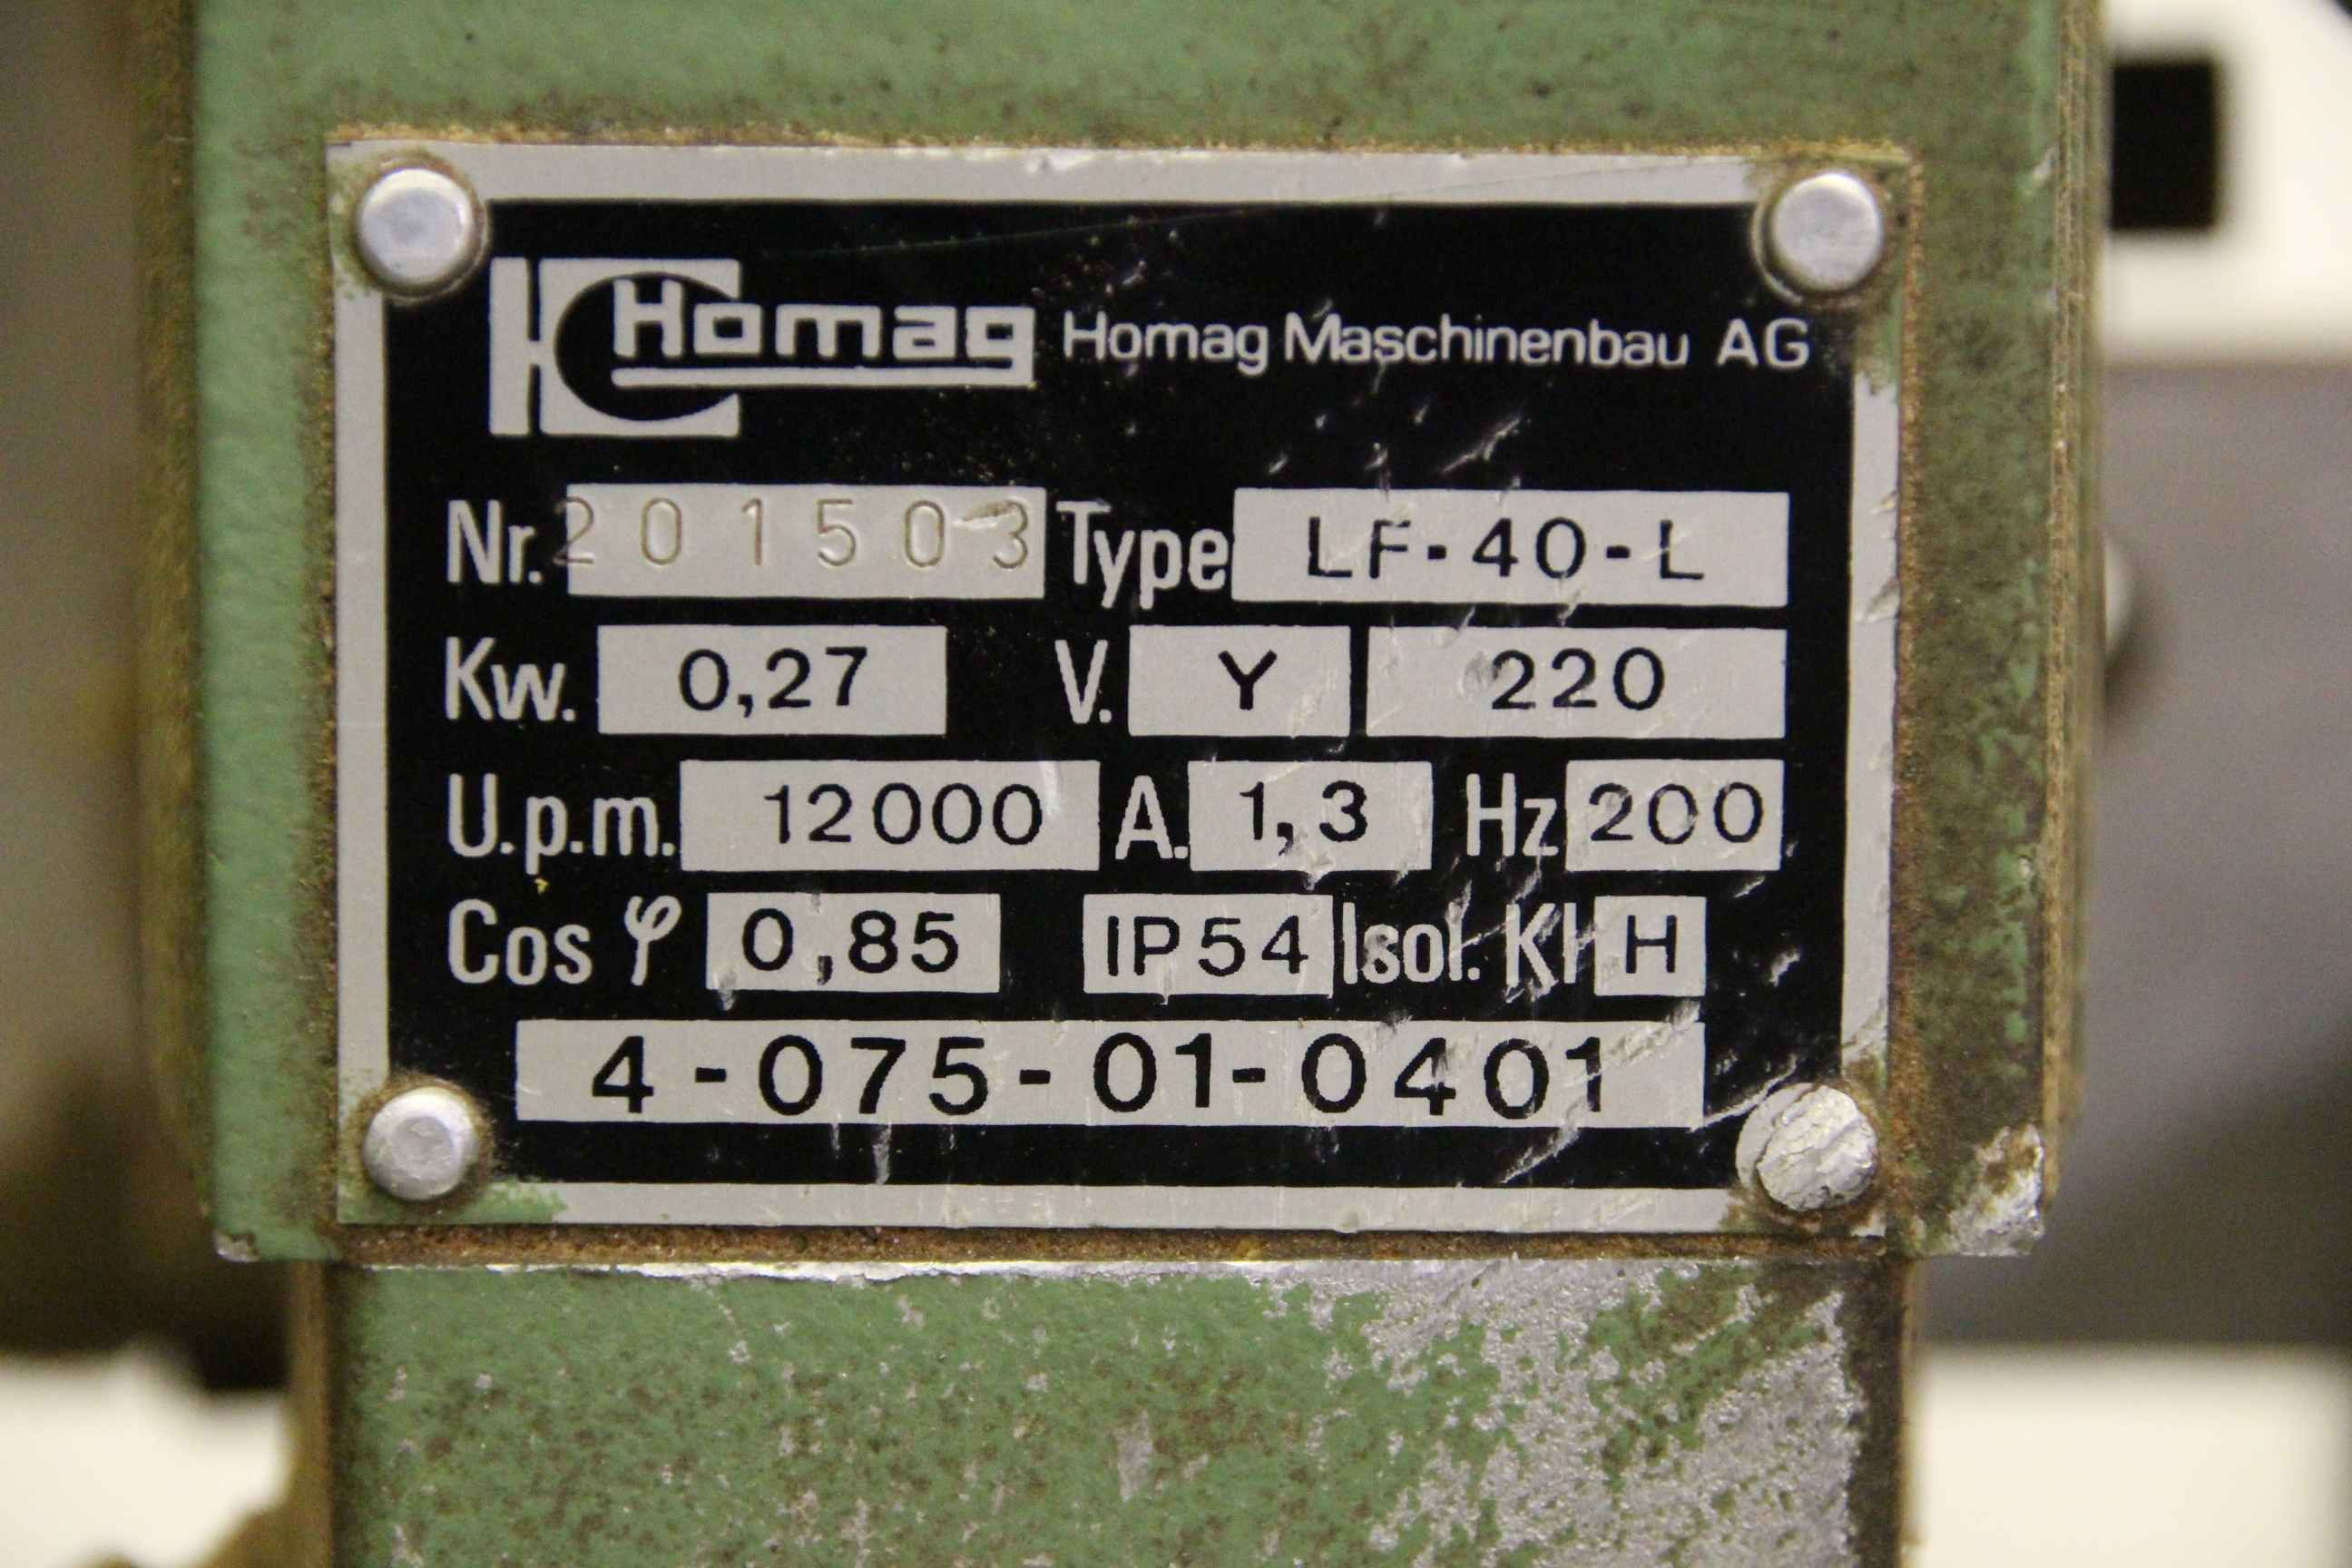 Homag Homag Maschinenbau AG
Nr. 201503 Type LF-40-L
Kw. 0,27 V. Y 220
U.p.m. 12000 A. 1,3 Hz 200
Cos φ 0,85 IP54 Isol. Kl H
4-075-01-0401